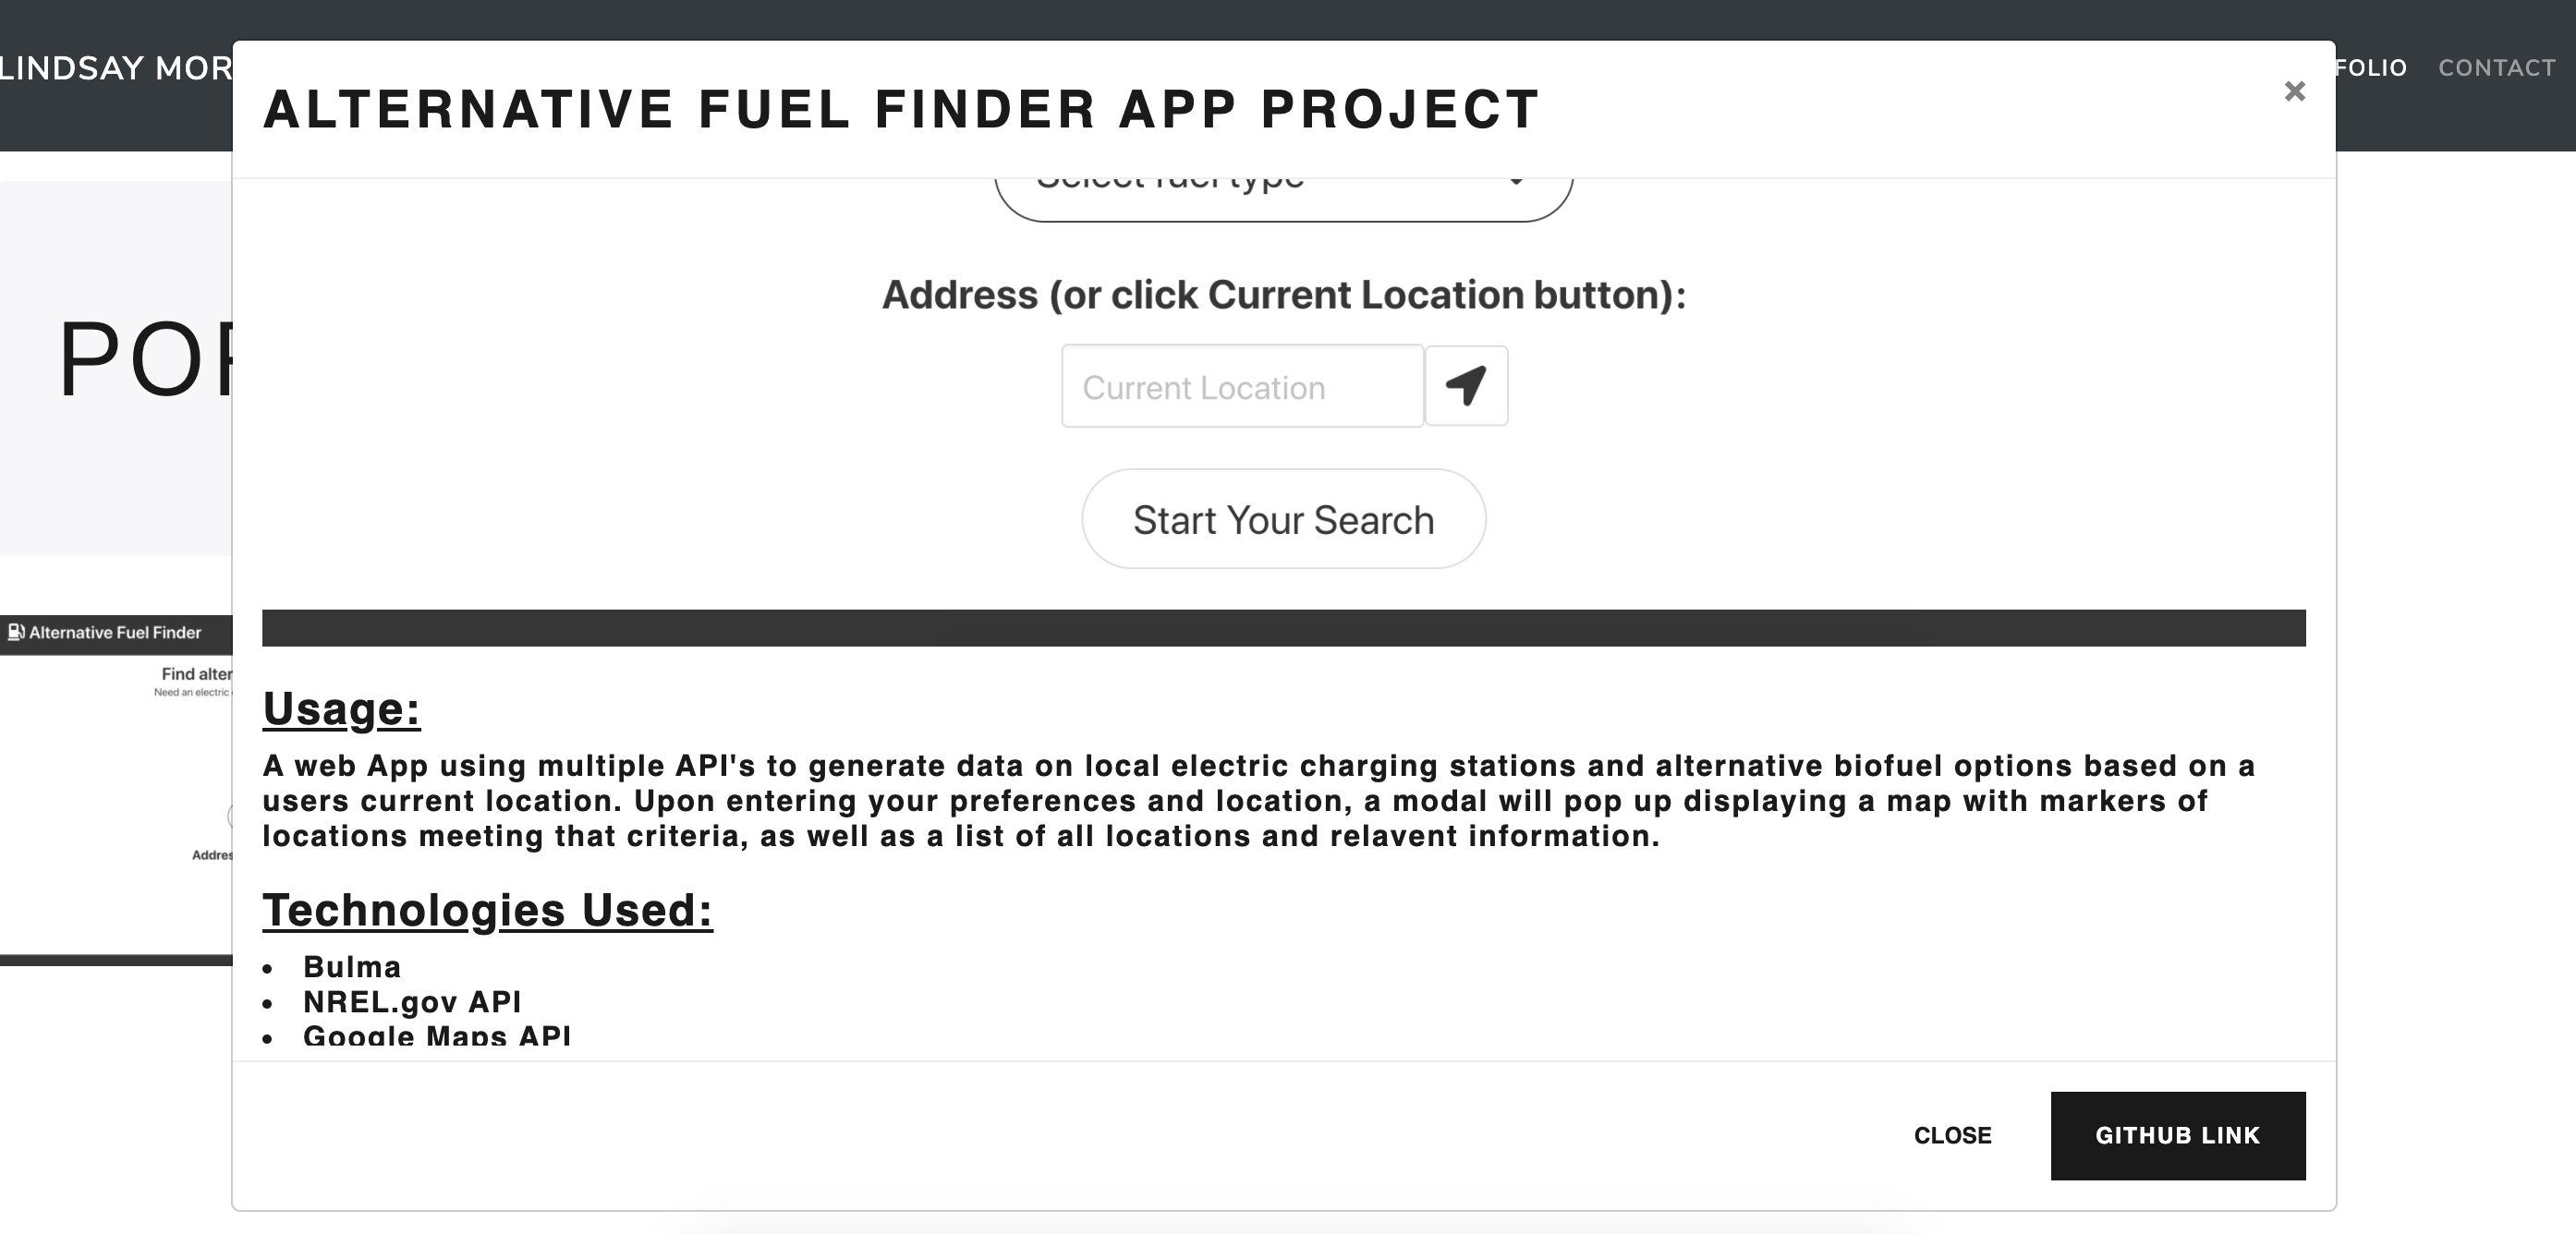 LINDSAY MOR
FOLIO
CONTACT
ALTERNATIVE FUEL FINDER APP PROJECT
×
Select fuel type
Address (or click Current Location button):
Current Location
Start Your Search
POR
Alternative Fuel Finder
Find alter
Need an electric
Addres
Usage:
A web App using multiple API's to generate data on local electric charging stations and alternative biofuel options based on a
users current location. Upon entering your preferences and location, a modal will pop up displaying a map with markers of
locations meeting that criteria, as well as a list of all locations and relavent information.
Technologies Used:
• Bulma
• NREL.gov API
• Google Maps API
CLOSE
GITHUB LINK